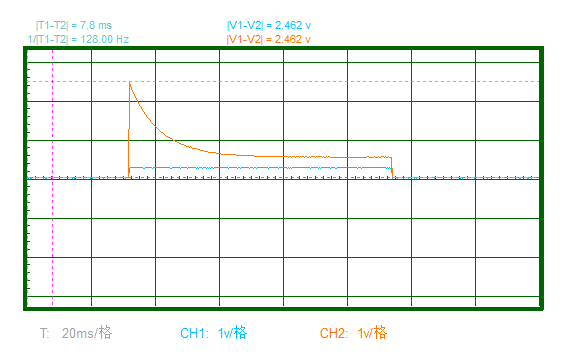 |T1-T2| = 7.8 ms |V1-V2| = 2.462 v
1/|T1-T2| = 128.00 Hz |V1-V2| = 2.462 v
T: 20ms/格 CH1: 1v/格 CH2: 1v/格